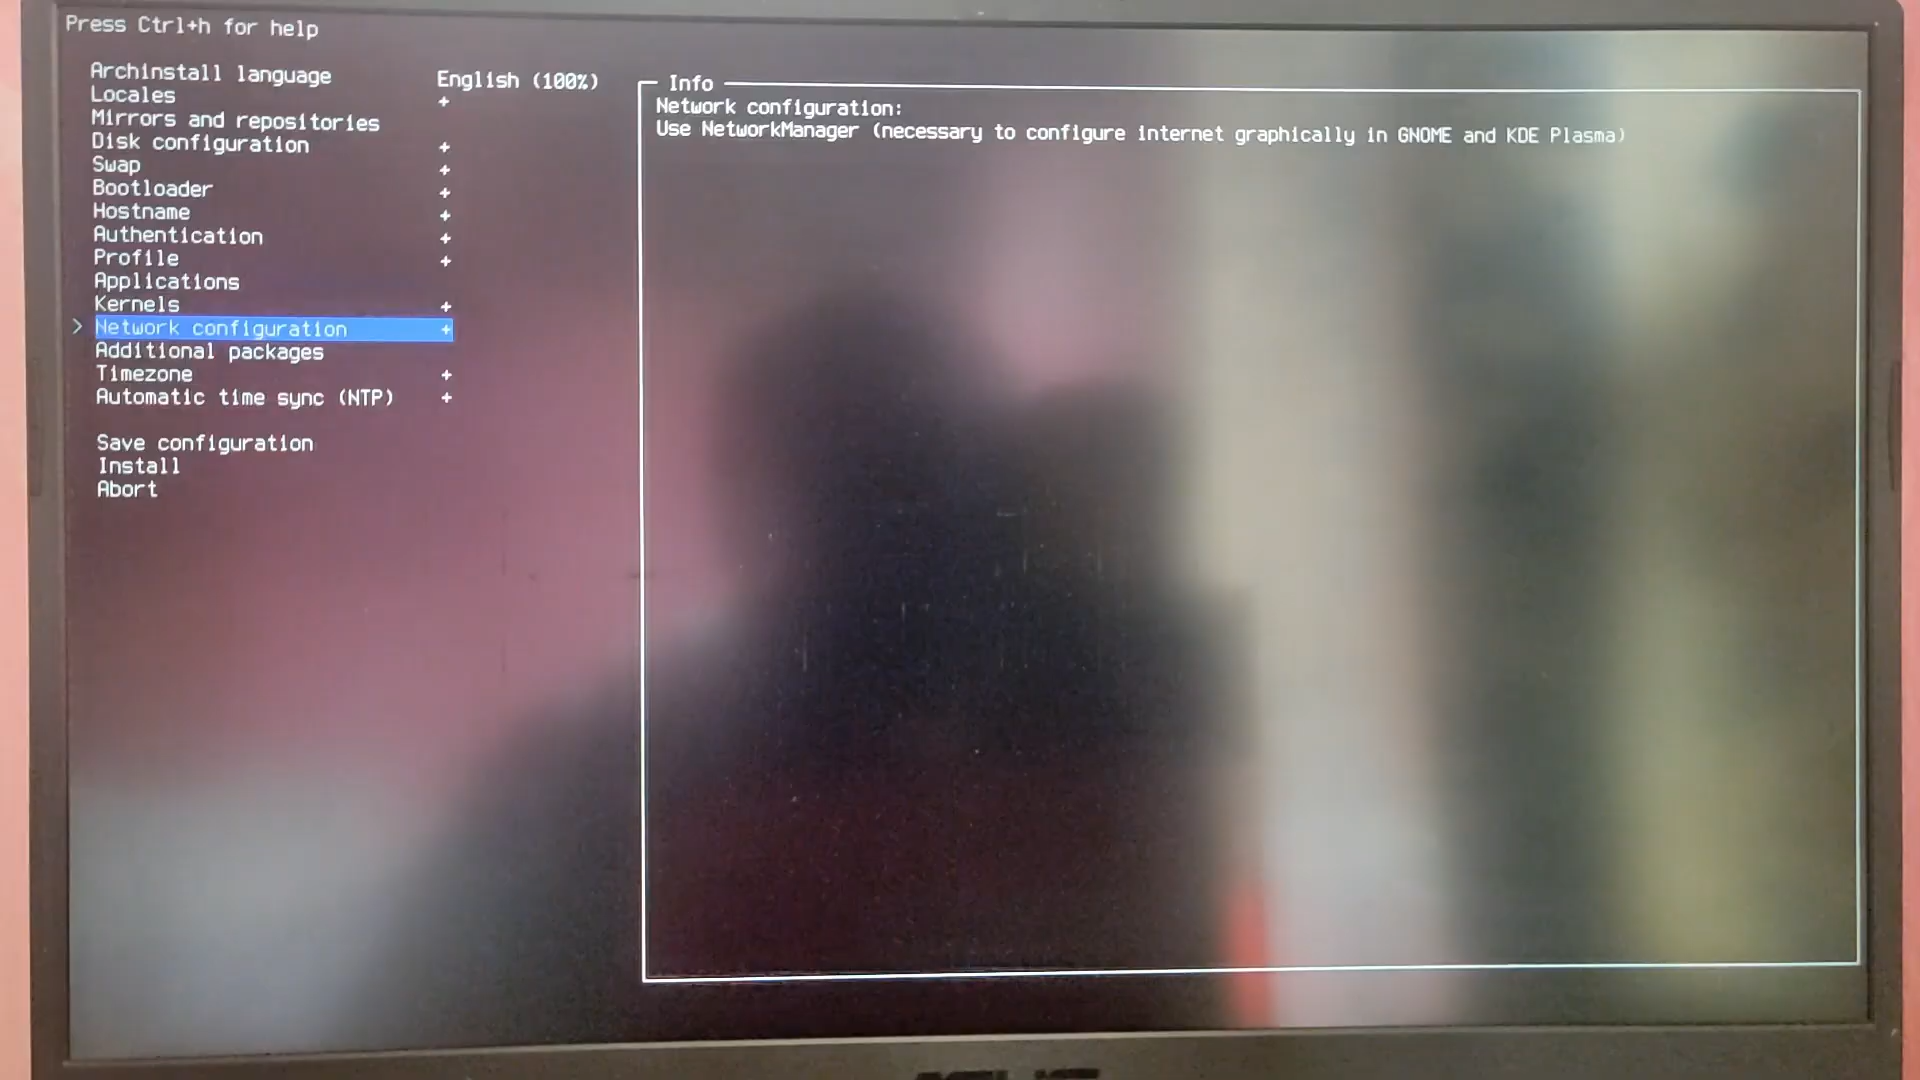 Press Ctrl+h for help
Archinstall language English (100%)
Locales +
Mirrors and repositories
Disk configuration +
Swap +
Bootloader +
Hostname +
Authentication +
Profile +
Applications
Kernels +
> Network configuration +
Additional packages
Timezone +
Automatic time sync (NTP) +
Save configuration
Install
Abort
Info
Network configuration:
Use NetworkManager (necessary to configure internet graphically in GNOME and KDE Plasma)